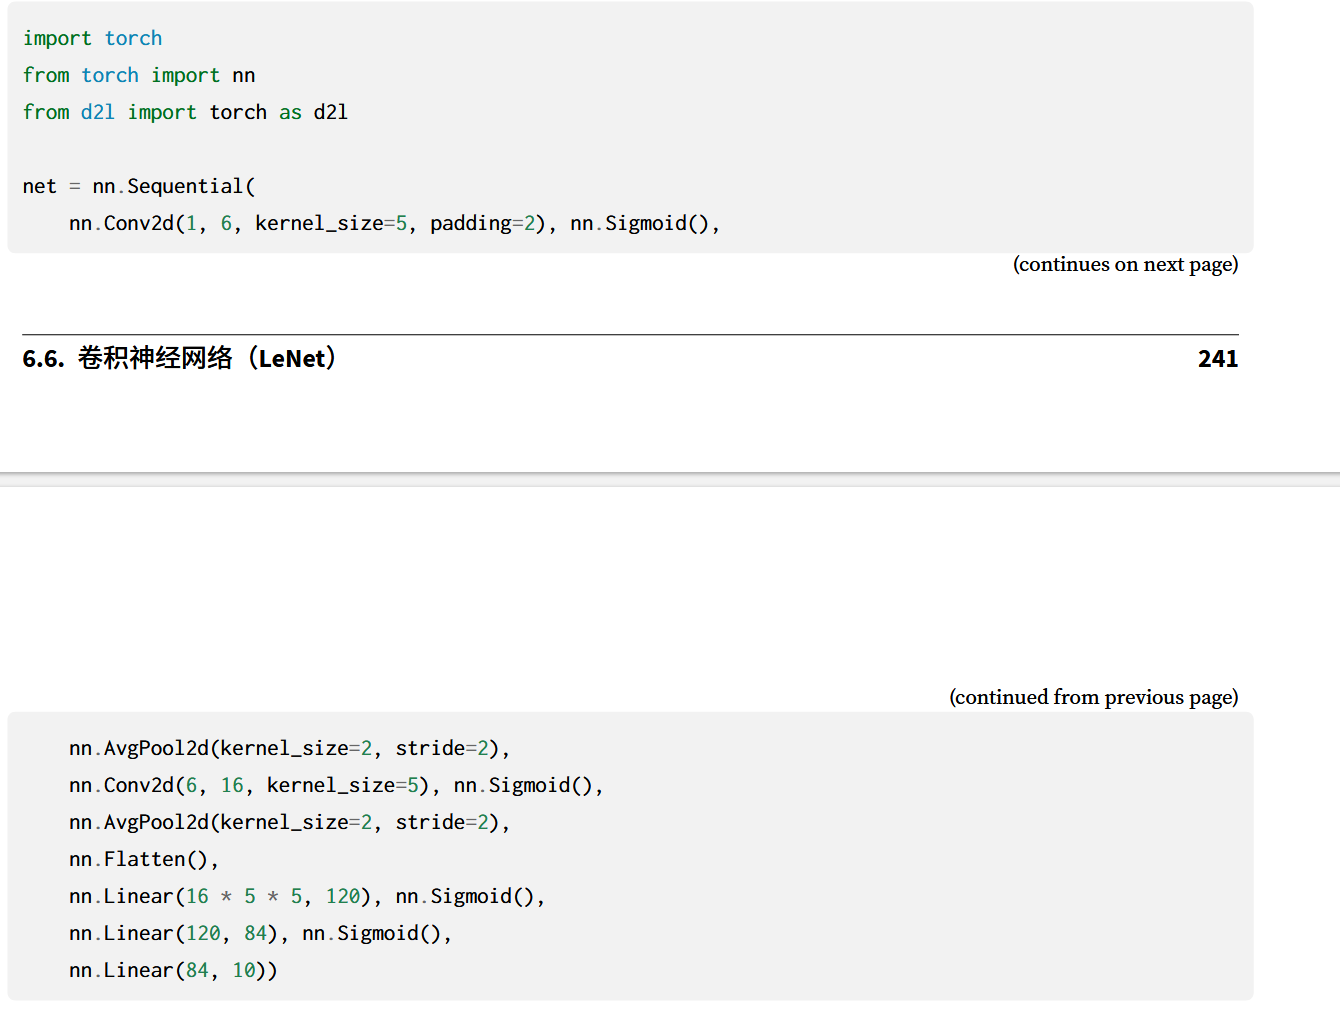 import torch
from torch import nn
from d2l import torch as d2l
net = nn.Sequential(
    nn.Conv2d(1, 6, kernel_size=5, padding=2), nn.Sigmoid(),
(continues on next page)
6.6. 卷积神经网络（LeNet） 241
(continued from previous page)
    nn.AvgPool2d(kernel_size=2, stride=2),
    nn.Conv2d(6, 16, kernel_size=5), nn.Sigmoid(),
    nn.AvgPool2d(kernel_size=2, stride=2),
    nn.Flatten(),
    nn.Linear(16 * 5 * 5, 120), nn.Sigmoid(),
    nn.Linear(120, 84), nn.Sigmoid(),
    nn.Linear(84, 10))